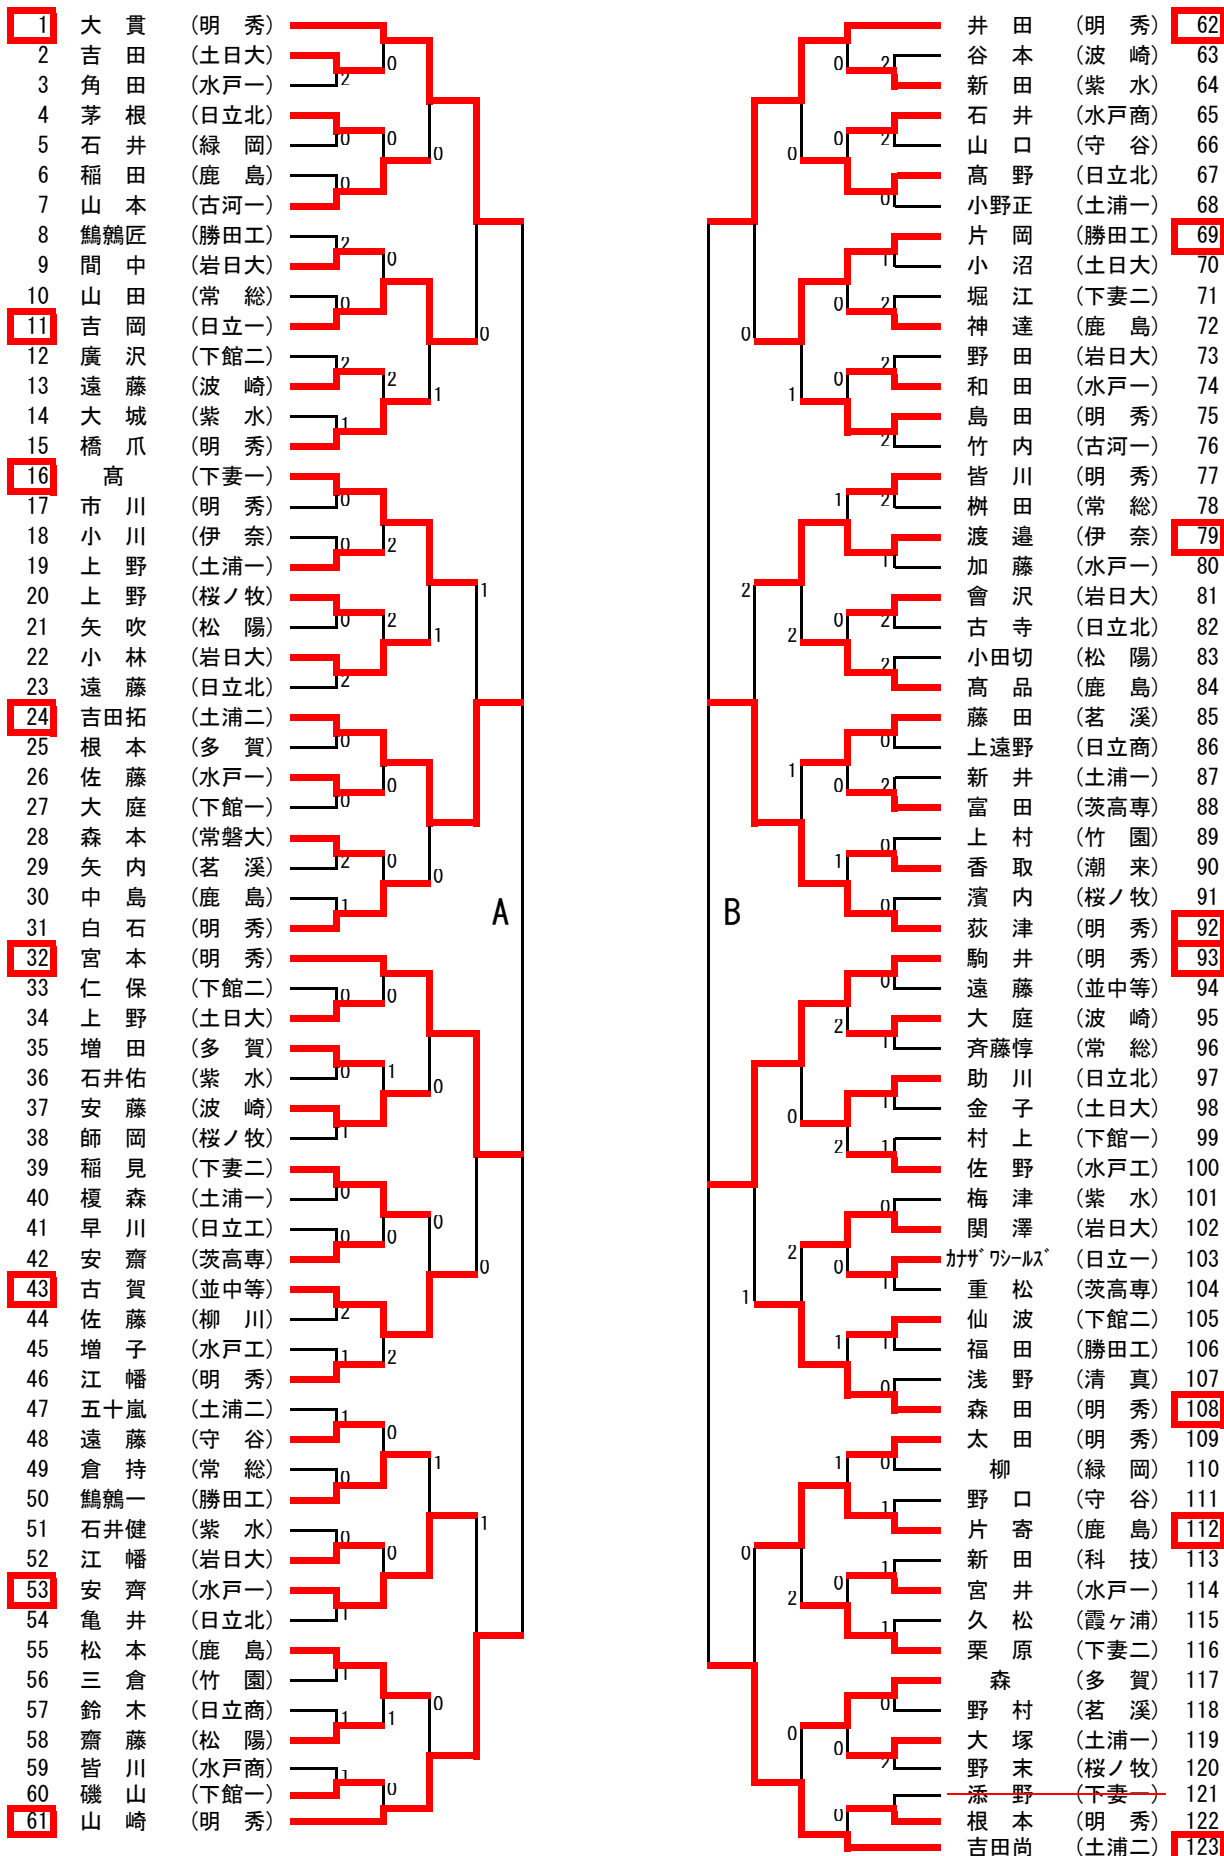 1 大 貫 (明 秀)
2 吉 田 (土日大)
3 角 田 (水戸一)
4 茅 根 (日立北)
5 石 井 (緑 岡)
6 稲 田 (鹿 島)
7 山 本 (古河一)
8 鷦鷯匠 (勝田工)
9 間 中 (岩日大)
10 山 田 (常 総)
11 吉 岡 (日立一)
12 廣 沢 (下館二)
13 遠 藤 (波 崎)
14 大 城 (紫 水)
15 橋 爪 (明 秀)
16 髙 (下妻一)
17 市 川 (明 秀)
18 小 川 (伊 奈)
19 上 野 (土浦一)
20 上 野 (桜ノ牧)
21 矢 吹 (松 陽)
22 小 林 (岩日大)
23 遠 藤 (日立北)
24 吉田拓 (土浦二)
25 根 本 (多 賀)
26 佐 藤 (水戸一)
27 大 庭 (下館一)
28 森 本 (常磐大)
29 矢 内 (茗 溪)
30 中 島 (鹿 島)
31 白 石 (明 秀)
32 宮 本 (明 秀)
33 仁 保 (下館二)
34 上 野 (土日大)
35 増 田 (多 賀)
36 石井佑 (紫 水)
37 安 藤 (波 崎)
38 師 岡 (桜ノ牧)
39 稲 見 (下妻二)
40 榎 森 (土浦一)
41 早 川 (日立工)
42 安 齋 (茨高専)
43 古 賀 (並中等)
44 佐 藤 (柳 川)
45 増 子 (水戸工)
46 江 幡 (明 秀)
47 五十嵐 (土浦二)
48 遠 藤 (守 谷)
49 倉 持 (常 総)
50 鷦鷯一 (勝田工)
51 石井健 (紫 水)
52 江 幡 (岩日大)
53 安 齊 (水戸一)
54 亀 井 (日立北)
55 松 本 (鹿 島)
56 三 倉 (竹 園)
57 鈴 木 (日立商)
58 齋 藤 (松 陽)
59 皆 川 (水戸商)
60 磯 山 (下館一)
61 山 崎 (明 秀)
A
B
井 田 (明 秀) 62
谷 本 (波 崎) 63
新 田 (紫 水) 64
石 井 (水戸商) 65
山 口 (守 谷) 66
髙 野 (日立北) 67
小野正 (土浦一) 68
片 岡 (勝田工) 69
小 沼 (土日大) 70
堀 江 (下妻二) 71
神 達 (鹿 島) 72
野 田 (岩日大) 73
和 田 (水戸一) 74
島 田 (明 秀) 75
竹 内 (古河一) 76
皆 川 (明 秀) 77
桝 田 (常 総) 78
渡 邉 (伊 奈) 79
加 藤 (水戸一) 80
會 沢 (岩日大) 81
古 寺 (日立北) 82
小田切 (松 陽) 83
髙 品 (鹿 島) 84
藤 田 (茗 溪) 85
上遠野 (日立商) 86
新 井 (土浦一) 87
富 田 (茨高専) 88
上 村 (竹 園) 89
香 取 (潮 来) 90
濱 内 (桜ノ牧) 91
荻 津 (明 秀) 92
駒 井 (明 秀) 93
遠 藤 (並中等) 94
大 庭 (波 崎) 95
斉藤惇 (常 総) 96
助 川 (日立北) 97
金 子 (土日大) 98
村 上 (下館一) 99
佐 野 (水戸工) 100
梅 津 (紫 水) 101
関 澤 (岩日大) 102
ｶﾅｻﾞﾜｼｰﾙｽﾞ (日立一) 103
重 松 (茨高専) 104
仙 波 (下館二) 105
福 田 (勝田工) 106
浅 野 (清 真) 107
森 田 (明 秀) 108
太 田 (明 秀) 109
柳 (緑 岡) 110
野 口 (守 谷) 111
片 寄 (鹿 島) 112
新 田 (科 技) 113
宮 井 (水戸一) 114
久 松 (霞ヶ浦) 115
栗 原 (下妻二) 116
森 (多 賀) 117
野 村 (茗 溪) 118
大 塚 (土浦一) 119
野 末 (桜ノ牧) 120
添 野 (下妻一) 121
根 本 (明 秀) 122
吉田尚 (土浦二) 123